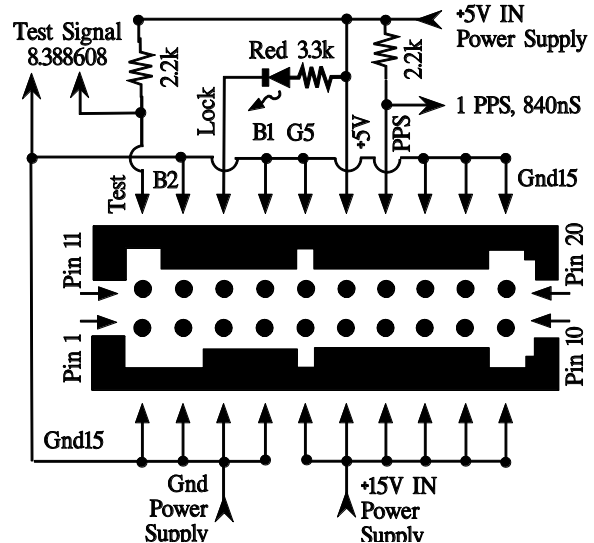 +5V IN
Power Supply
Test Signal
8.388608
2.2k
Red 3.3k
2.2k
1 PPS, 840nS
Lock
B1 G5
+5V
PPS
Test
B2
Gnd15
Pin 11
Pin 20
Pin 1
Pin 10
Gnd15
Gnd
Power
Supply
+15V IN
Power
Supply